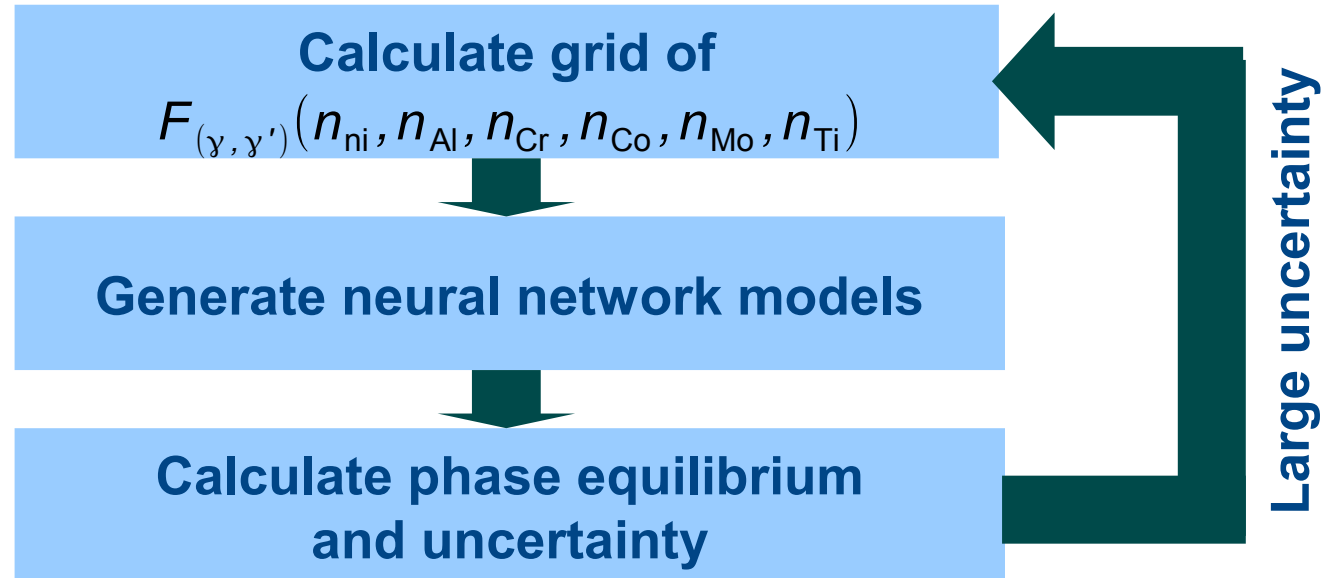 Calculate grid of
F(γ,γ′)(nni,nAl,nCr,nCo,nMo,nTi)
Generate neural network models
Calculate phase equilibrium
and uncertainty
Large uncertainty